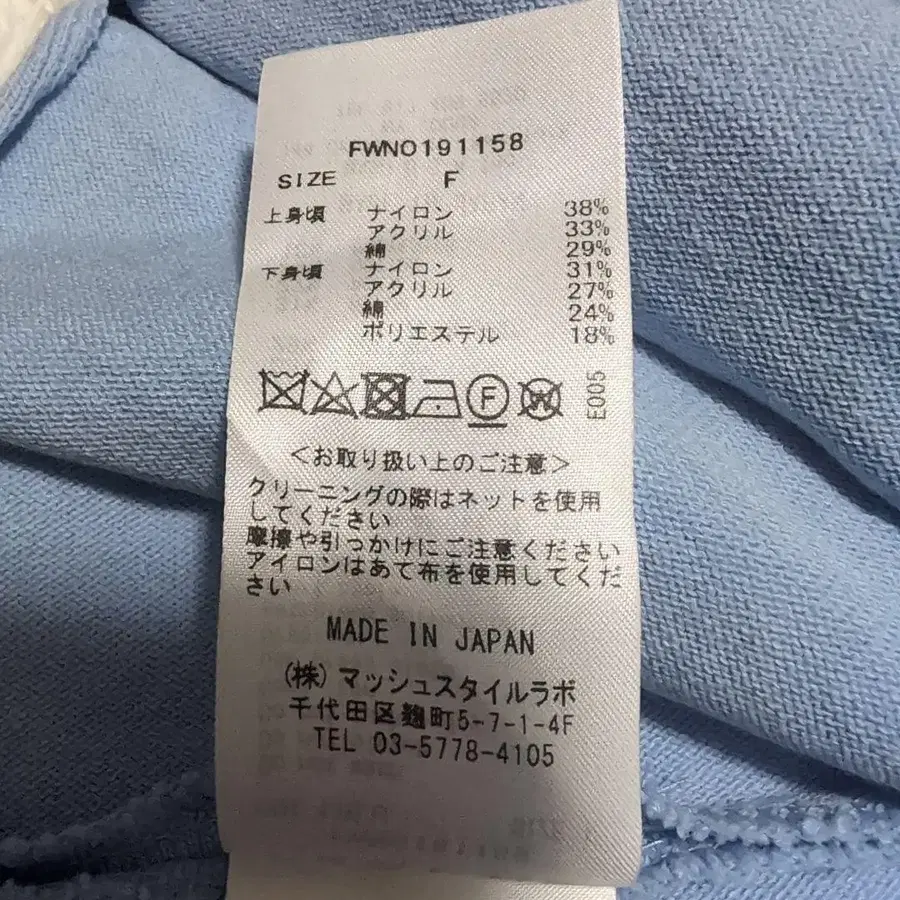 FWNO191158
SIZE F
上身頃 ナイロン 38%
アクリル 33%
綿 29%
下身頃 ナイロン 31%
アクリル 27%
綿 24%
ポリエステル 18%
F W E005
＜お取り扱い上のご注意＞
クリーニングの際はネットを使用
してください
摩擦や引っかけにご注意ください
アイロンはあて布を使用してくだ
さい
MADE IN JAPAN
(株)マッシュスタイルラボ
千代田区麹町5-7-1-4F
TEL 03-5778-4105